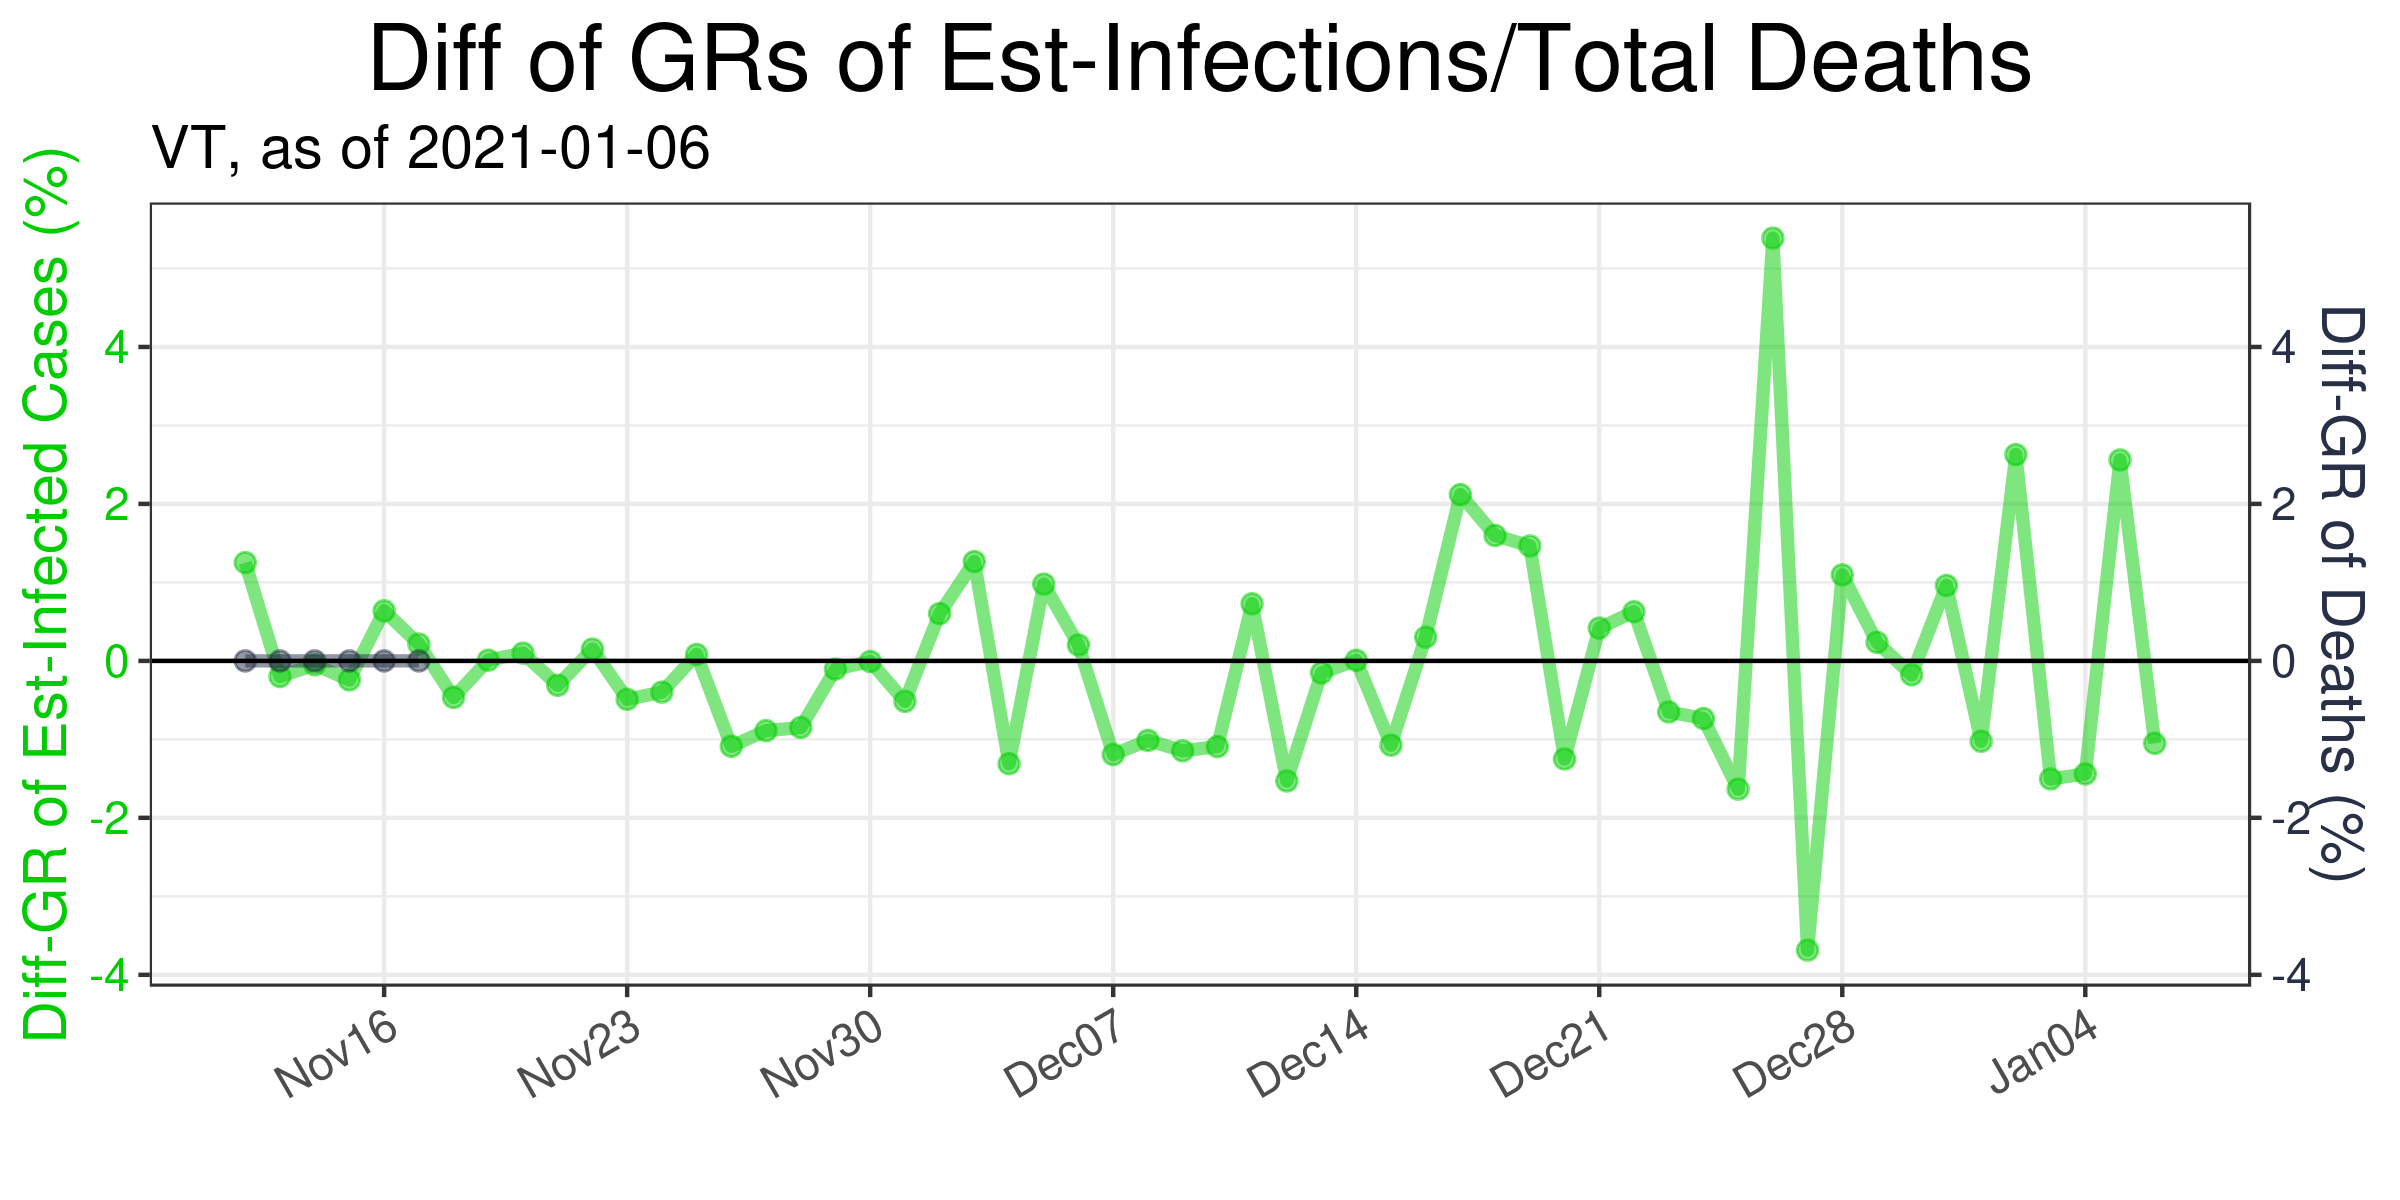 Diff of GRs of Est-Infections/Total Deaths
VT, as of 2021-01-06
Diff-GR of Est-Infected Cases (%)
4
2
0
-2
-4
4
2
0
-2
-4
Diff-GR of Deaths (%)
Nov16
Nov23
Nov30
Dec07
Dec14
Dec21
Dec28
Jan04